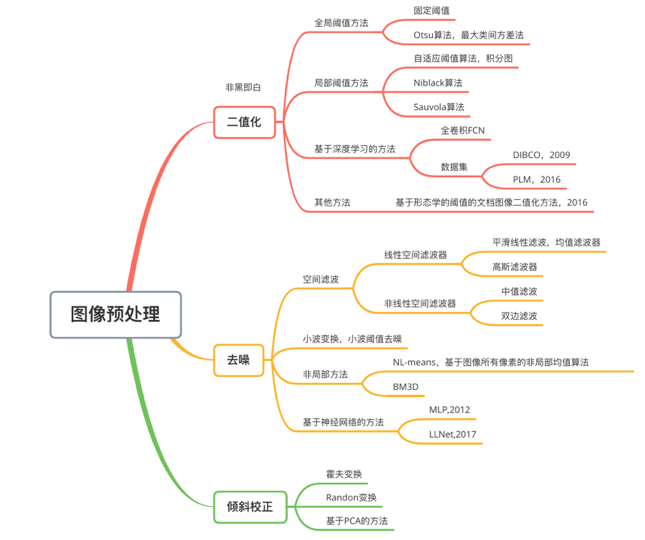 图像预处理
非黑即白
二值化
全局阈值方法
固定阈值
Otsu算法，最大类间方差法
局部阈值方法
自适应阈值算法，积分图
Niblack算法
Sauvola算法
基于深度学习的方法
全卷积FCN
数据集
DIBCO，2009
PLM，2016
其他方法
基于形态学的阈值的文档图像二值化方法，2016
去噪
空间滤波
线性空间滤波器
平滑线性滤波，均值滤波器
高斯滤波器
非线性空间滤波器
中值滤波
双边滤波
小波变换，小波阈值去噪
非局部方法
NL-means，基于图像所有像素的非局部均值算法
BM3D
基于神经网络的方法
MLP,2012
LLNet,2017
倾斜校正
霍夫变换
Randon变换
基于PCA的方法